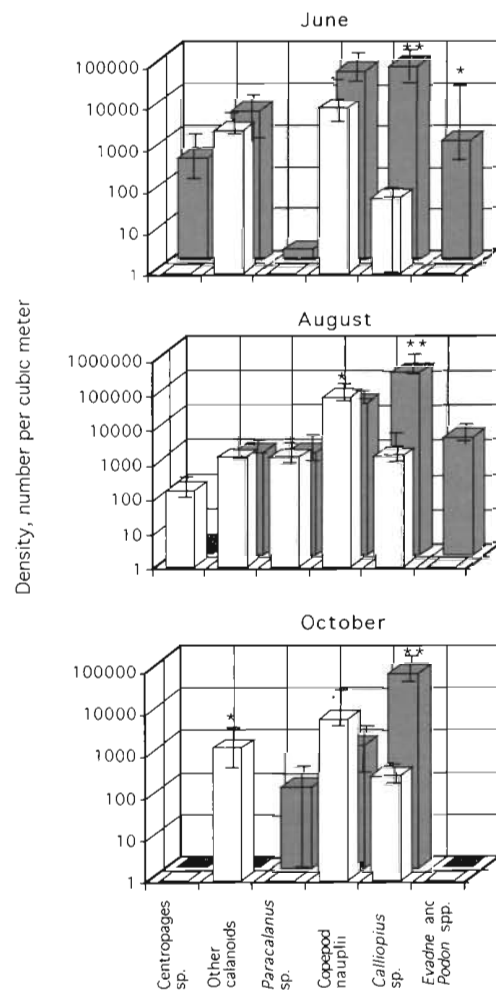 June
**
*
100000
10000
1000
100
10
1
Density, number per cubic meter
August
**
*
1000000
100000
10000
1000
100
10
1
October
**
*
100000
10000
1000
100
10
1
Centropages
sp.
Other
calanoids
Paracalanus
sp.
Copepod
nauplii
Calliopius
sp.
Evadne anc
Podon spp.